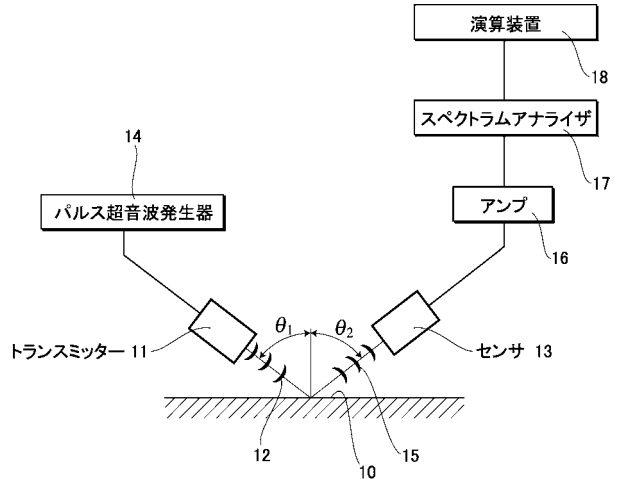 演算装置
18
スペクトラムアナライザ
17
14
パルス超音波発生器
アンプ
16
θ1
θ2
トランスミッター 11
センサ 13
12
10
15